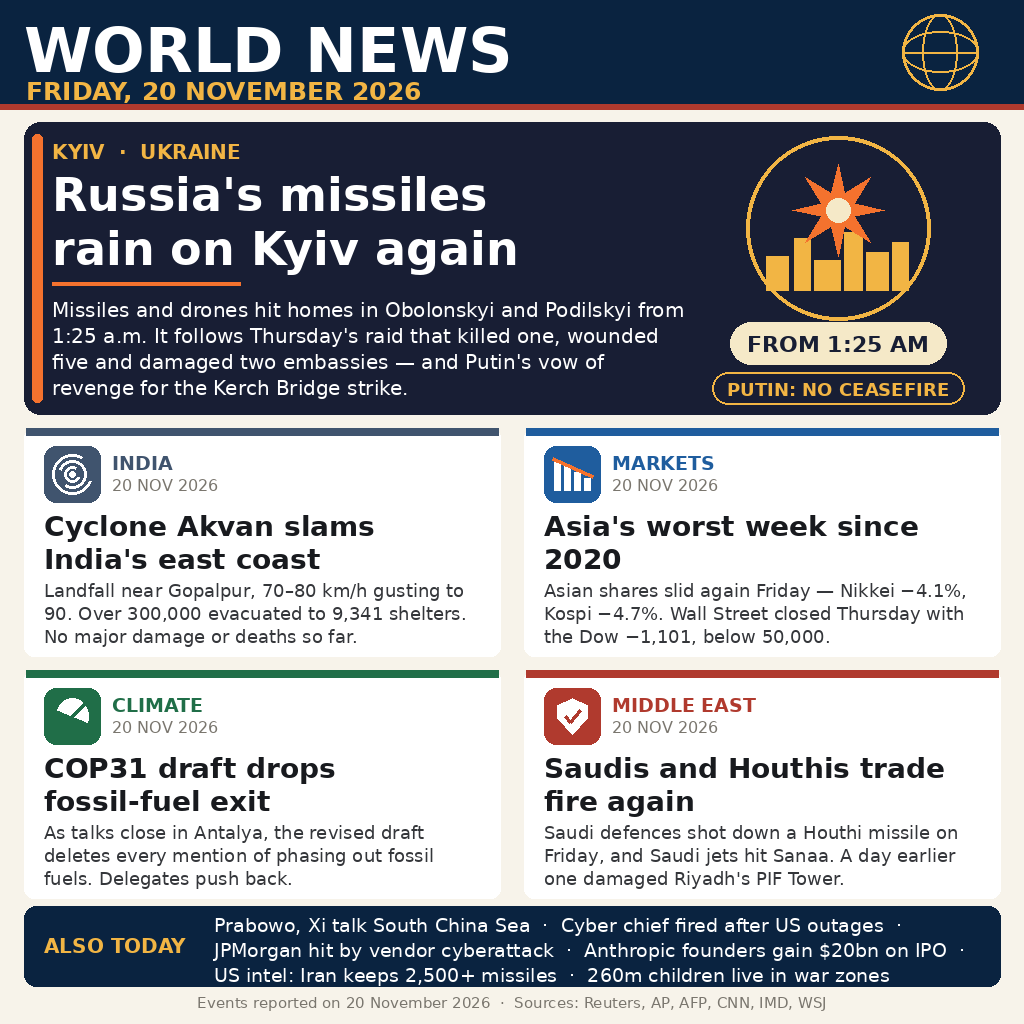 WORLD NEWS
FRIDAY, 20 NOVEMBER 2026
KYIV · UKRAINE
Russia's missiles
rain on Kyiv again
Missiles and drones hit homes in Obolonskyi and Podilskyi from
1:25 a.m. It follows Thursday's raid that killed one, wounded
five and damaged two embassies — and Putin's vow of
revenge for the Kerch Bridge strike.
FROM 1:25 AM
PUTIN: NO CEASEFIRE
INDIA
20 NOV 2026
Cyclone Akvan slams
India's east coast
Landfall near Gopalpur, 70–80 km/h gusting to
90. Over 300,000 evacuated to 9,341 shelters.
No major damage or deaths so far.
MARKETS
20 NOV 2026
Asia's worst week since
2020
Asian shares slid again Friday — Nikkei −4.1%,
Kospi −4.7%. Wall Street closed Thursday with
the Dow −1,101, below 50,000.
CLIMATE
20 NOV 2026
COP31 draft drops
fossil-fuel exit
As talks close in Antalya, the revised draft
deletes every mention of phasing out fossil
fuels. Delegates push back.
MIDDLE EAST
20 NOV 2026
Saudis and Houthis trade
fire again
Saudi defences shot down a Houthi missile on
Friday, and Saudi jets hit Sanaa. A day earlier
one damaged Riyadh's PIF Tower.
ALSO TODAY
Prabowo, Xi talk South China Sea · Cyber chief fired after US outages ·
JPMorgan hit by vendor cyberattack · Anthropic founders gain $20bn on IPO ·
US intel: Iran keeps 2,500+ missiles · 260m children live in war zones
Events reported on 20 November 2026 · Sources: Reuters, AP, AFP, CNN, IMD, WSJ